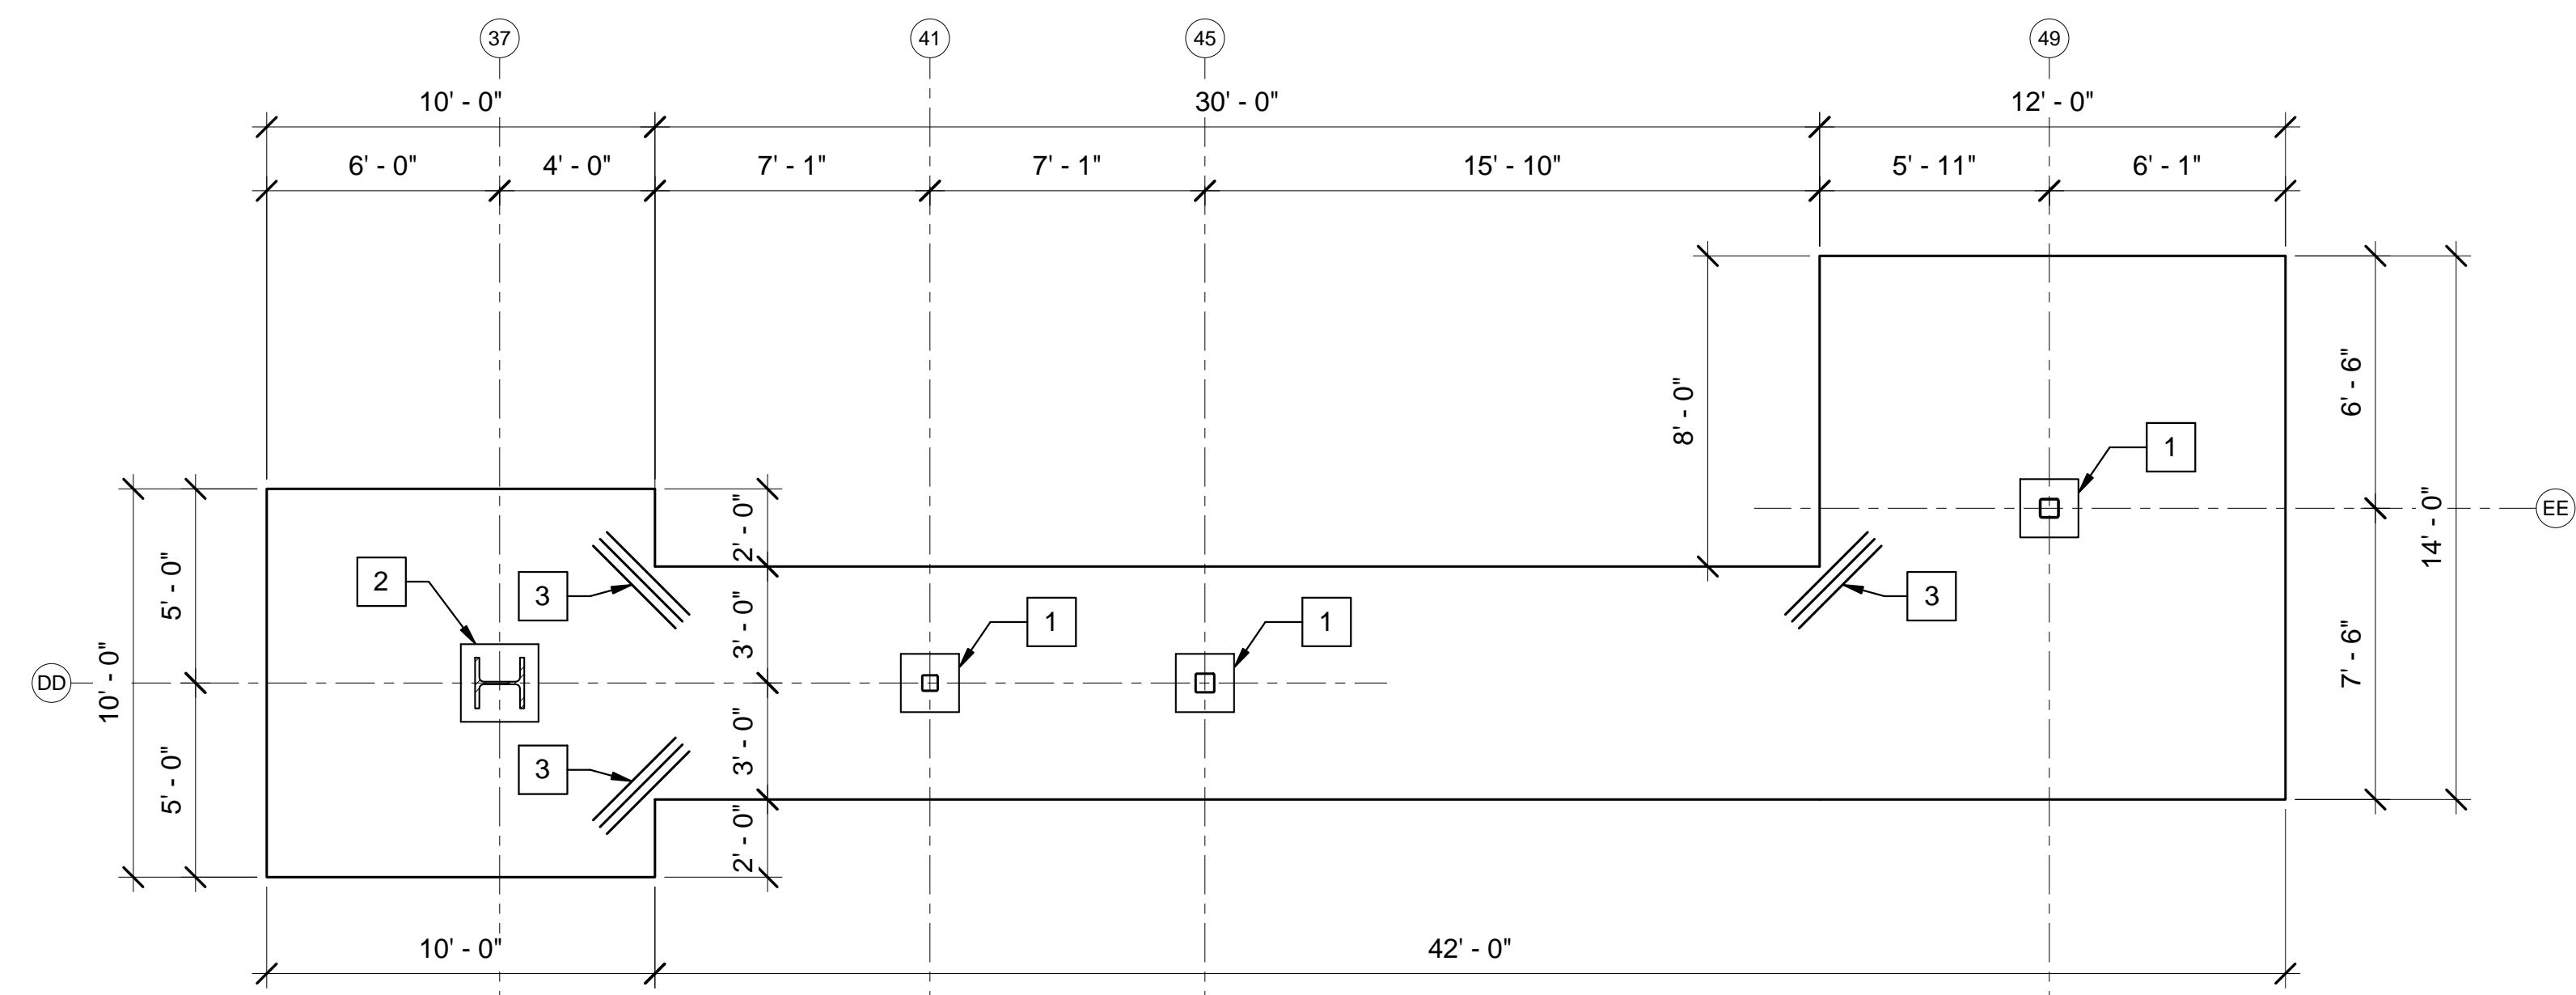 37 41 45 49
10' - 0" 30' - 0" 12' - 0"
6' - 0" 4' - 0" 7' - 1" 7' - 1" 15' - 10" 5' - 11" 6' - 1"
8' - 0"
6' - 6"
14' - 0"
7' - 6"
1
EE
2' - 0"
3' - 0"
3' - 0"
2' - 0"
5' - 0"
10' - 0"
5' - 0"
2
3
3
1
1
3
DD
10' - 0" 42' - 0"